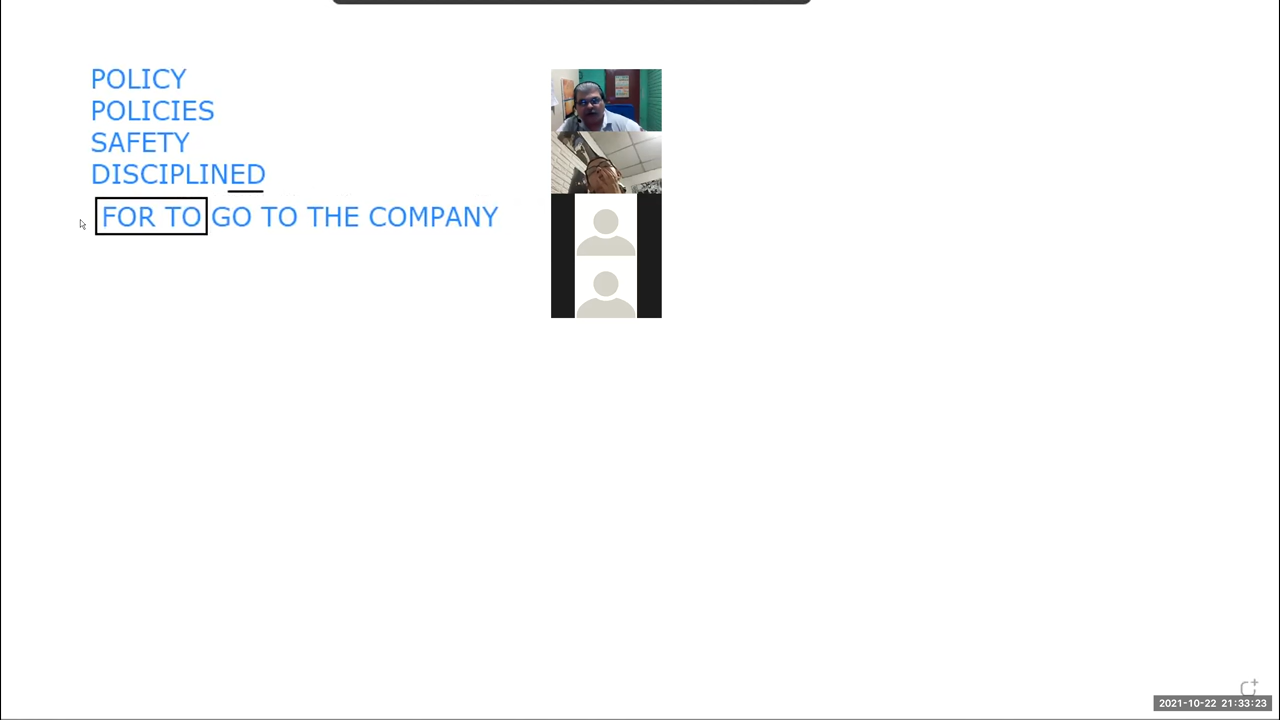 POLICY
POLICIES
SAFETY
DISCIPLINED
FOR TO GO TO THE COMPANY
2021-10-22 21:33:23